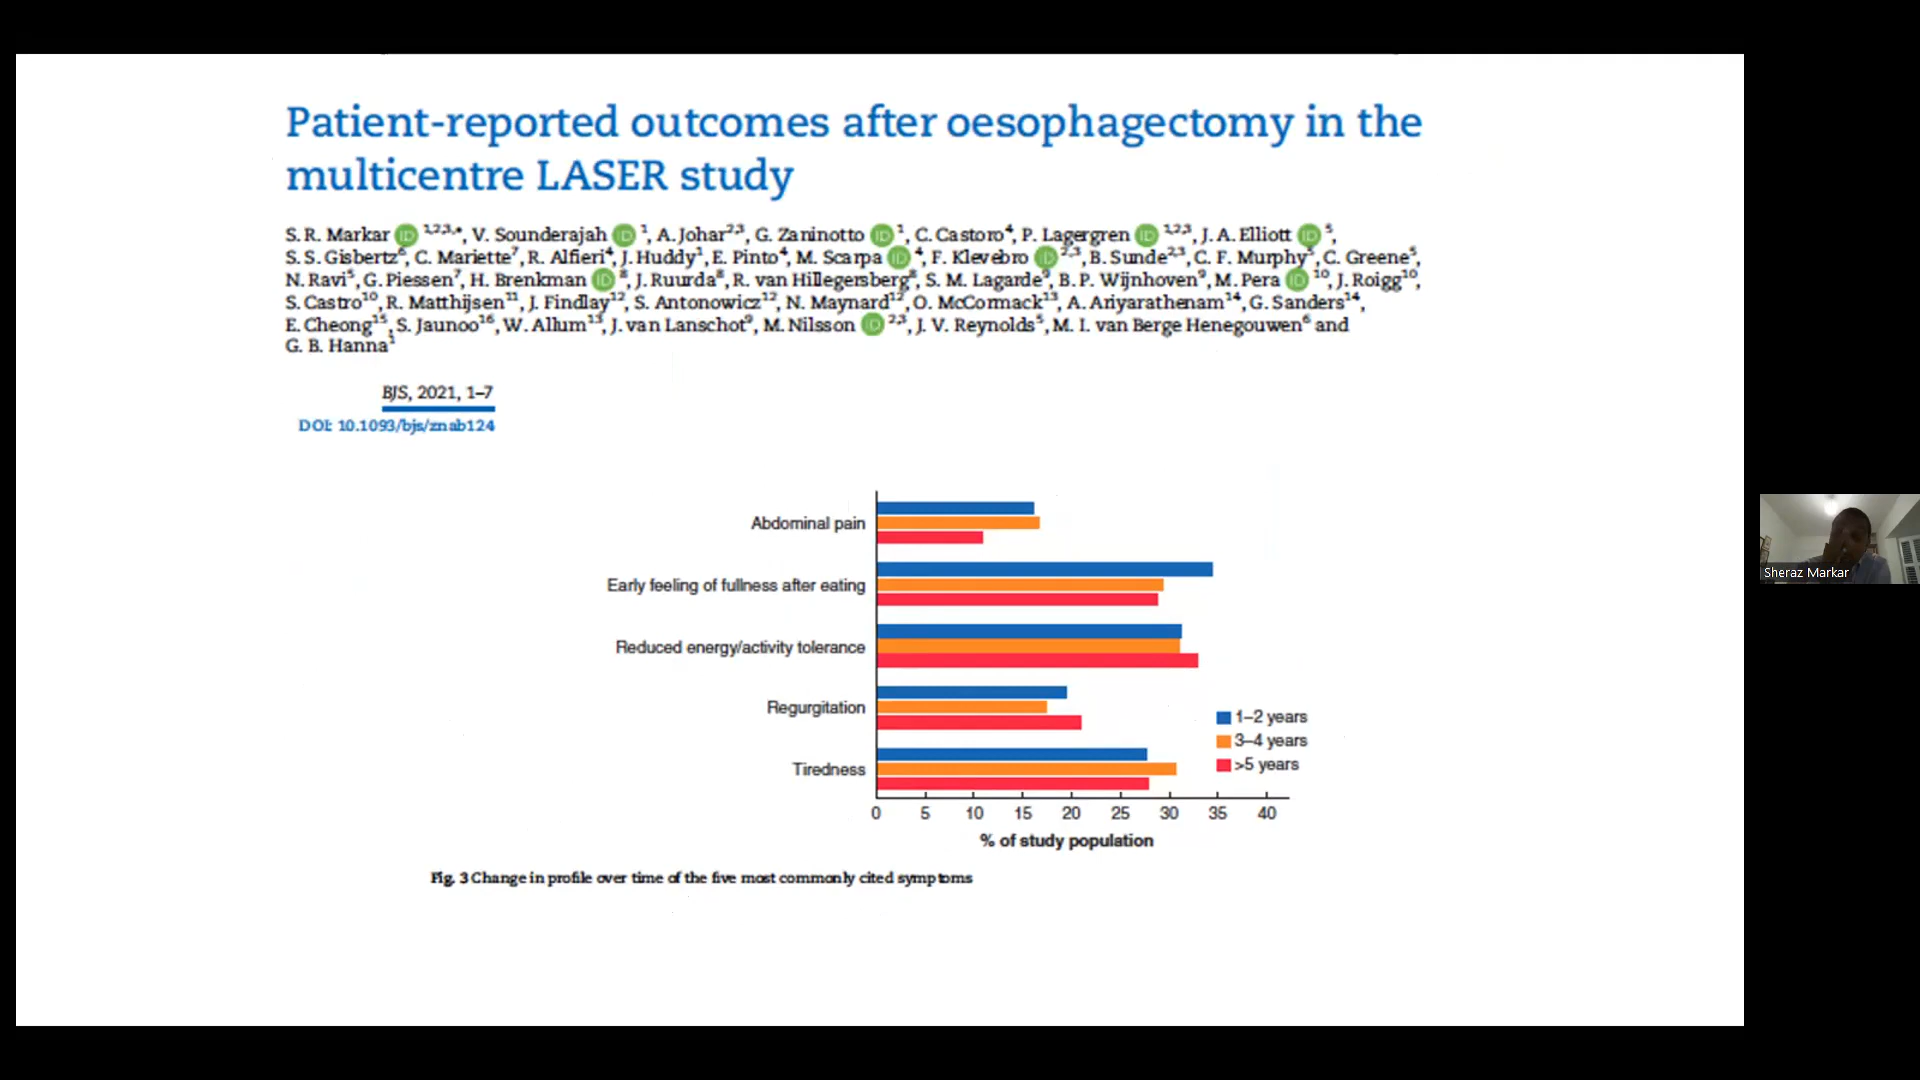 Patient-reported outcomes after oesophagectomy in the
multicentre LASER study
S. R. Markar iD 1,2,3,*, V. Sounderajah iD 1, A. Johar2,3, G. Zaninotto iD 1, C. Castoro4, P. Lagergren iD 1,2,3, J. A. Elliott iD 5,
S. S. Gisbertz6, C. Mariette7, R. Alfieri4, J. Huddy1, E. Pinto4, M. Scarpa iD 4, F. Klevebro iD 2,3, B. Sunde2,3, C. F. Murphy5, C. Greene5,
N. Ravi5, G. Piessen7, H. Brenkman iD 8, J. Ruurda8, R. van Hillegersberg8, S. M. Lagarde9, B. P. Wijnhoven9, M. Pera iD 10, J. Roigg10,
S. Castro10, R. Matthijsen11, J. Findlay12, S. Antonowicz12, N. Maynard12, O. McCormack13, A. Ariyarathenam14, G. Sanders14,
E. Cheong15, S. Jaunoo16, W. Allum13, J. van Lanschot9, M. Nilsson iD 2,3, J. V. Reynolds5, M. I. van Berge Henegouwen6 and
G. B. Hanna1
BJS, 2021, 1–7
DOI: 10.1093/bjs/znab124
Abdominal pain
Early feeling of fullness after eating
Reduced energy/activity tolerance
Regurgitation
Tiredness
1–2 years
3–4 years
>5 years
0 5 10 15 20 25 30 35 40
% of study population
Fig. 3 Change in profile over time of the five most commonly cited symptoms
Sheraz Markar